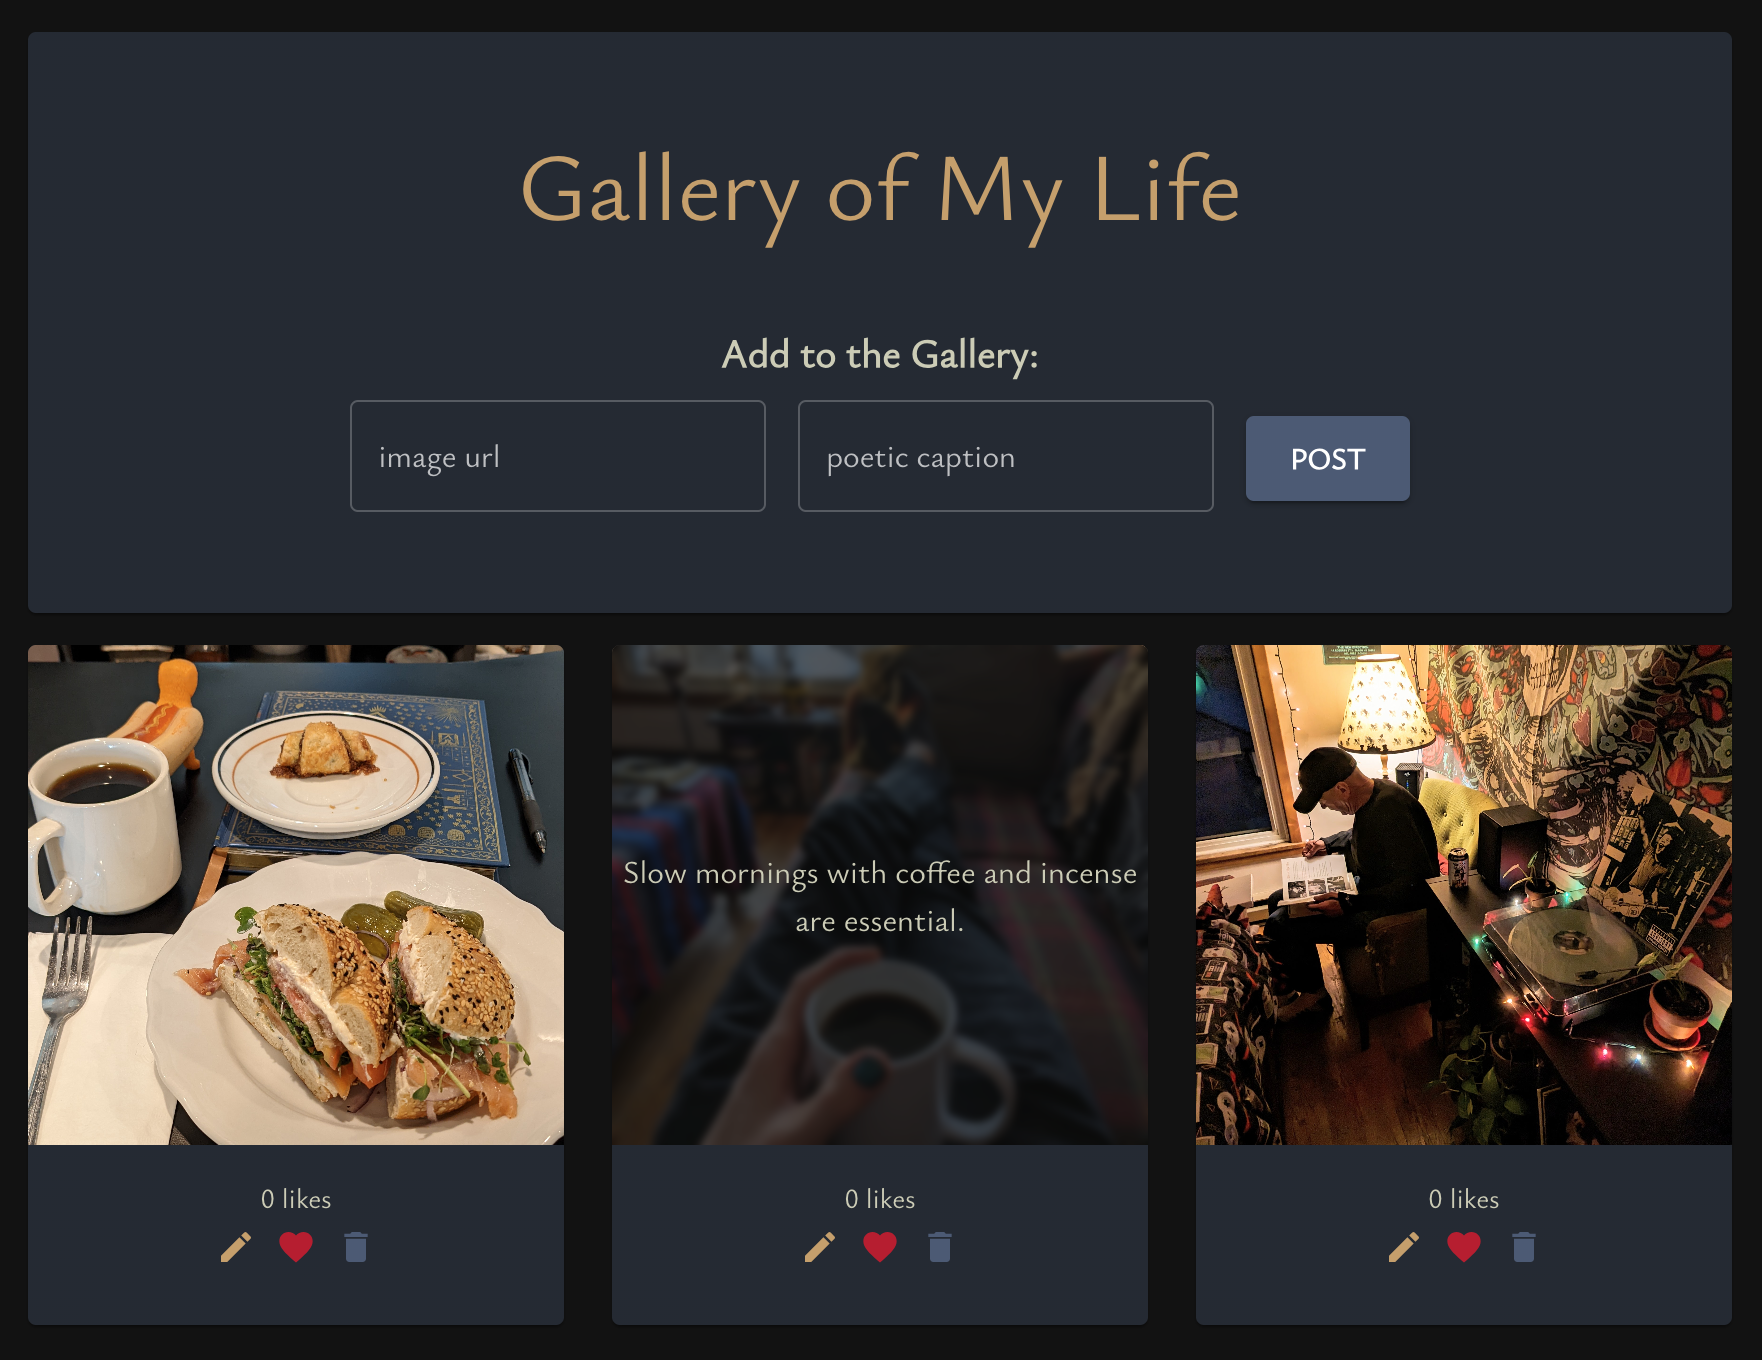 Gallery of My Life
Add to the Gallery:
image url
poetic caption
POST
Slow mornings with coffee and incense
are essential.
0 likes
0 likes
0 likes